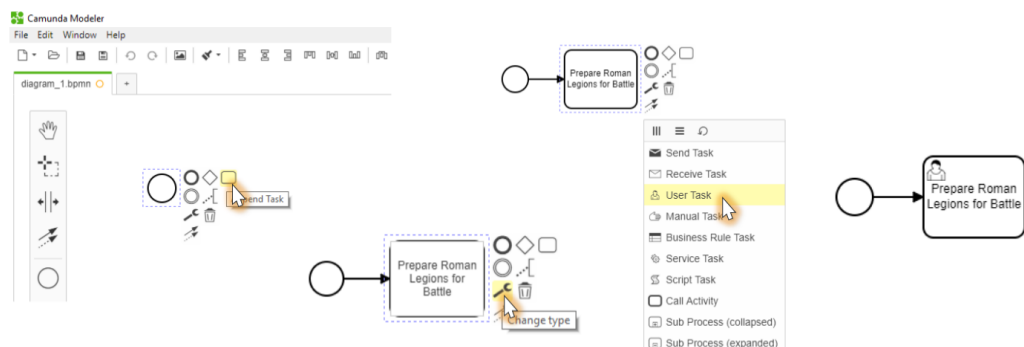 Camunda Modeler
File Edit Window Help
diagram_1.bpmn
+
Append Task
Prepare Roman
Legions for
Battle
Change type
Prepare Roman
Legions for Battle
Send Task
Receive Task
User Task
Manual Task
Business Rule Task
Service Task
Script Task
Call Activity
Sub Process (collapsed)
Sub Process (expanded)
Prepare Roman
Legions for Battle